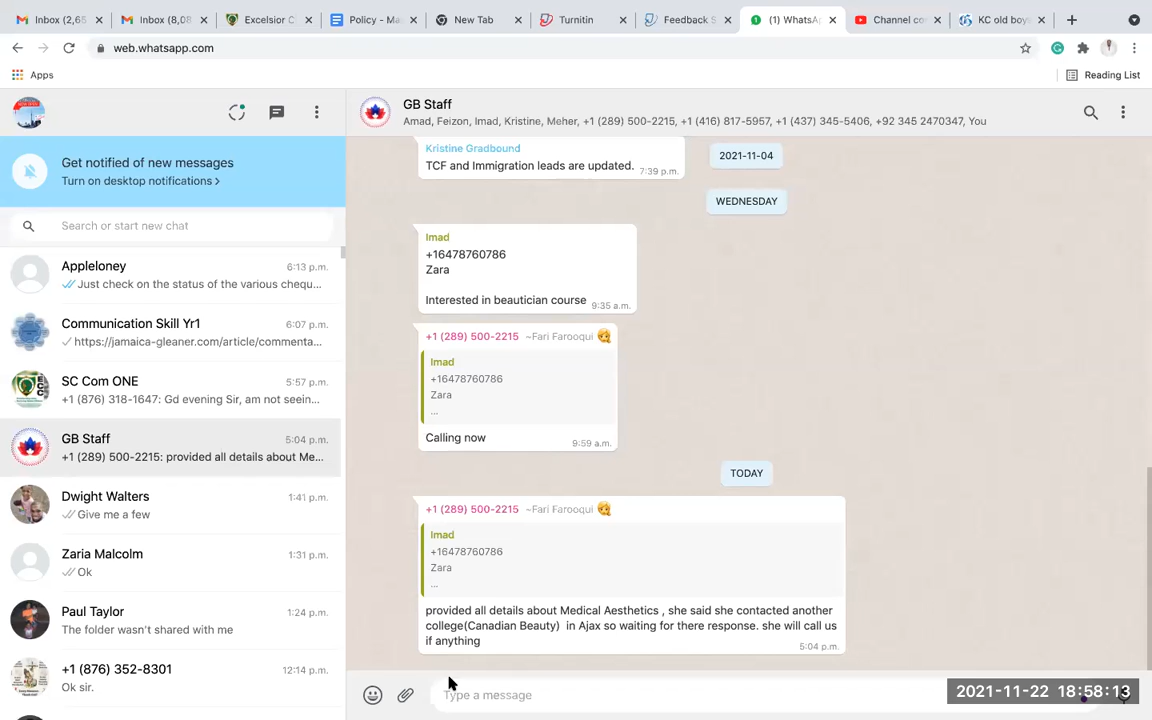 Inbox (2,6
Inbox (8,08
Excelsior C
Policy - Ma
New Tab
Turnitin
Feedback S
(1) WhatsA
Channel co
KC old boy
web.whatsapp.com
Apps
Reading List
GB Staff
Amad, Feizon, Imad, Kristine, Meher, +1 (289) 500-2215, +1 (416) 817-5957, +1 (437) 345-5406, +92 345 2470347, You
Get notified of new messages
Turn on desktop notifications >
Search or start new chat
Appleloney
6:13 p.m.
Just check on the status of the various chequ...
Communication Skill Yr1
6:07 p.m.
https://jamaica-gleaner.com/article/commenta...
SC Com ONE
5:57 p.m.
+1 (876) 318-1647: Gd evening Sir, am not seein...
GB Staff
5:04 p.m.
+1 (289) 500-2215: provided all details about Me...
Dwight Walters
1:41 p.m.
Give me a few
Zaria Malcolm
1:31 p.m.
Ok
Paul Taylor
1:24 p.m.
The folder wasn't shared with me
+1 (876) 352-8301
12:14 p.m.
Ok sir.
Kristine Gradbound
TCF and Immigration leads are updated.
7:39 p.m.
2021-11-04
WEDNESDAY
Imad
+16478760786
Zara
Interested in beautician course
9:35 a.m.
+1 (289) 500-2215 ~Fari Farooqui
Imad
+16478760786
Zara
...
Calling now
9:59 a.m.
TODAY
+1 (289) 500-2215 ~Fari Farooqui
Imad
+16478760786
Zara
...
provided all details about Medical Aesthetics , she said she contacted another
college(Canadian Beauty) in Ajax so waiting for there response. she will call us
if anything
5:04 p.m.
Type a message
2021-11-22 18:58:13